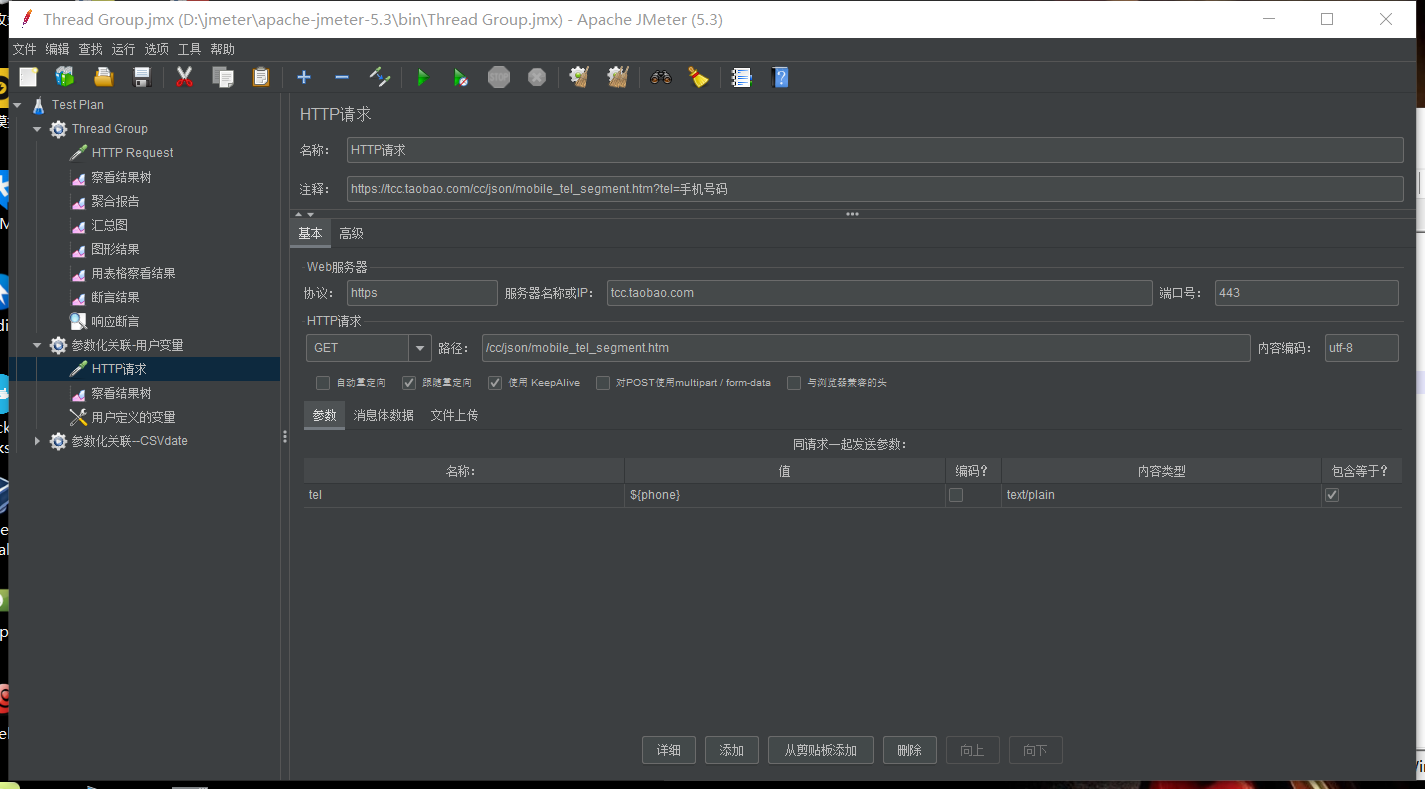 Thread Group.jmx (D:\jmeter\apache-jmeter-5.3\bin\Thread Group.jmx) - Apache JMeter (5.3)
文件 编辑 查找 运行 选项 工具 帮助
STOP
Test Plan
Thread Group
HTTP Request
察看结果树
聚合报告
汇总图
图形结果
用表格察看结果
断言结果
响应断言
参数化关联-用户变量
HTTP请求
察看结果树
用户定义的变量
参数化关联--CSVdate
HTTP请求
名称： HTTP请求
注释： https://tcc.taobao.com/cc/json/mobile_tel_segment.htm?tel=手机号码
基本 高级
Web服务器
协议： https 服务器名称或IP： tcc.taobao.com 端口号： 443
HTTP请求
GET 路径： /cc/json/mobile_tel_segment.htm 内容编码： utf-8
自动重定向 跟随重定向 使用 KeepAlive 对POST使用multipart / form-data 与浏览器兼容的头
参数 消息体数据 文件上传
同请求一起发送参数：
名称： 值 编码？ 内容类型 包含等于？
tel ${phone} text/plain
详细 添加 从剪贴板添加 删除 向上 向下